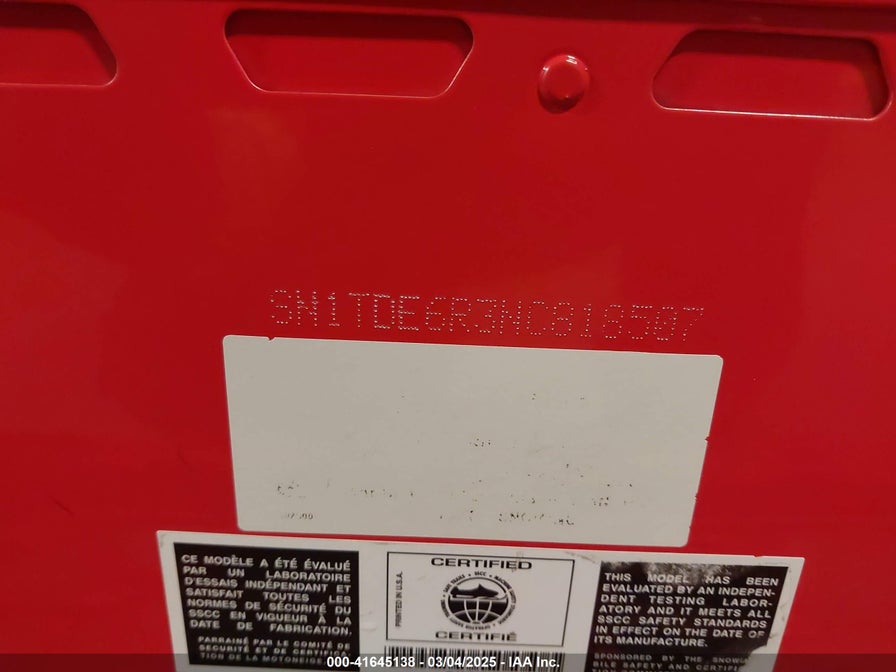 SN1TDE6R3NC818507
CE MODÈLE A ÉTÉ ÉVALUÉ
PAR UN LABORATOIRE
D'ESSAIS INDÉPENDANT ET
SATISFAIT TOUTES LES
NORMES DE SÉCURITÉ DU
SSCC EN VIGUEUR À LA
DATE DE FABRICATION.
PARRAINÉ PAR LE COMITÉ DE
SÉCURITÉ ET DE CERTIFICA-
TION DE LA MOTONEIGE
PRINTED IN U.S.A.
CERTIFIED
SSCC
CERTIFIÉ
THIS MODEL HAS BEEN
EVALUATED BY AN INDEPEN-
DENT TESTING LABOR-
ATORY AND IT MEETS ALL
SSCC SAFETY STANDARDS
IN EFFECT ON THE DATE OF
ITS MANUFACTURE.
SPONSORED BY THE SNOWM
BILE SAFETY AND CERTIFI
000-41645138 - 03/04/2025 - IAA Inc.